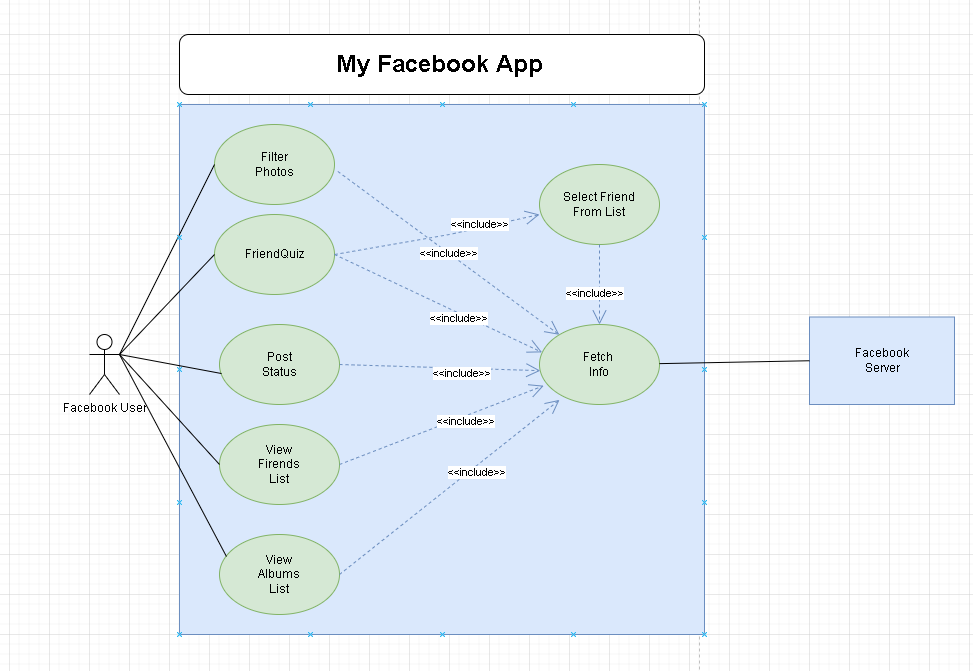 My Facebook App
Filter
Photos
Select Friend
From List
<<include>>
FriendQuiz
<<include>>
<<include>>
<<include>>
Post
Status
Fetch
Info
Facebook
Server
<<include>>
Facebook User
<<include>>
View
Firends
List
<<include>>
View
Albums
List